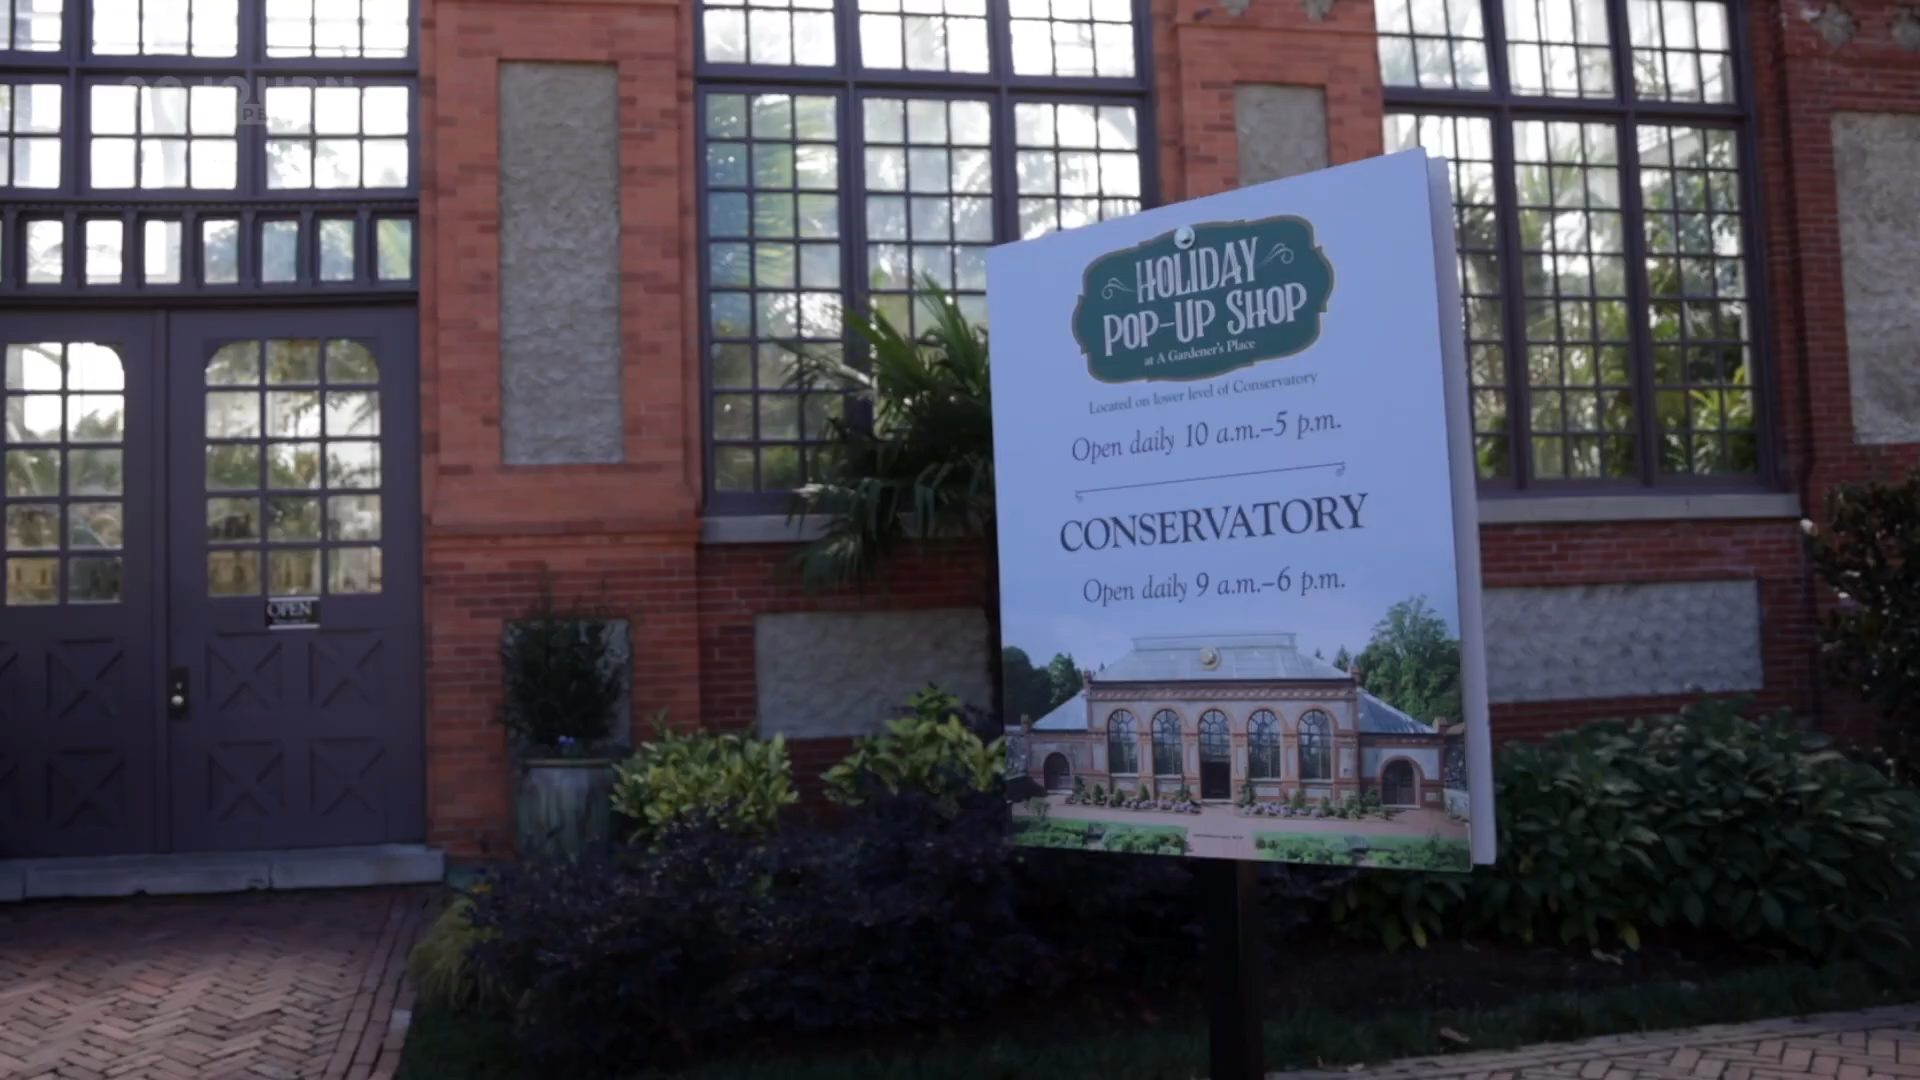 HOLIDAY
POP-UP SHOP
at A Gardener's Place
Located on lower level of Conservatory
Open daily 10 a.m.–5 p.m.
CONSERVATORY
Open daily 9 a.m.–6 p.m.
OPEN